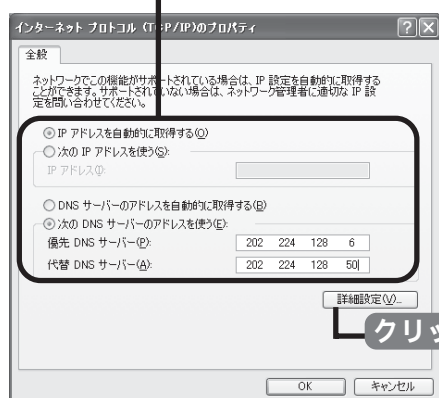 インターネット プロトコル (TCP/IP)のプロパティ
全般
ネットワークでこの機能がサポートされている場合は、IP 設定を自動的に取得する
ことができます。サポートされていない場合は、ネットワーク管理者に適切な IP 設
定を問い合わせてください。
IP アドレスを自動的に取得する(O)
次の IP アドレスを使う(S):
IP アドレス(I):
DNS サーバーのアドレスを自動的に取得する(B)
次の DNS サーバーのアドレスを使う(E):
優先 DNS サーバー(P): 202 224 128 6
代替 DNS サーバー(A): 202 224 128 50
詳細設定(V)...
クリッ
OK キャンセル